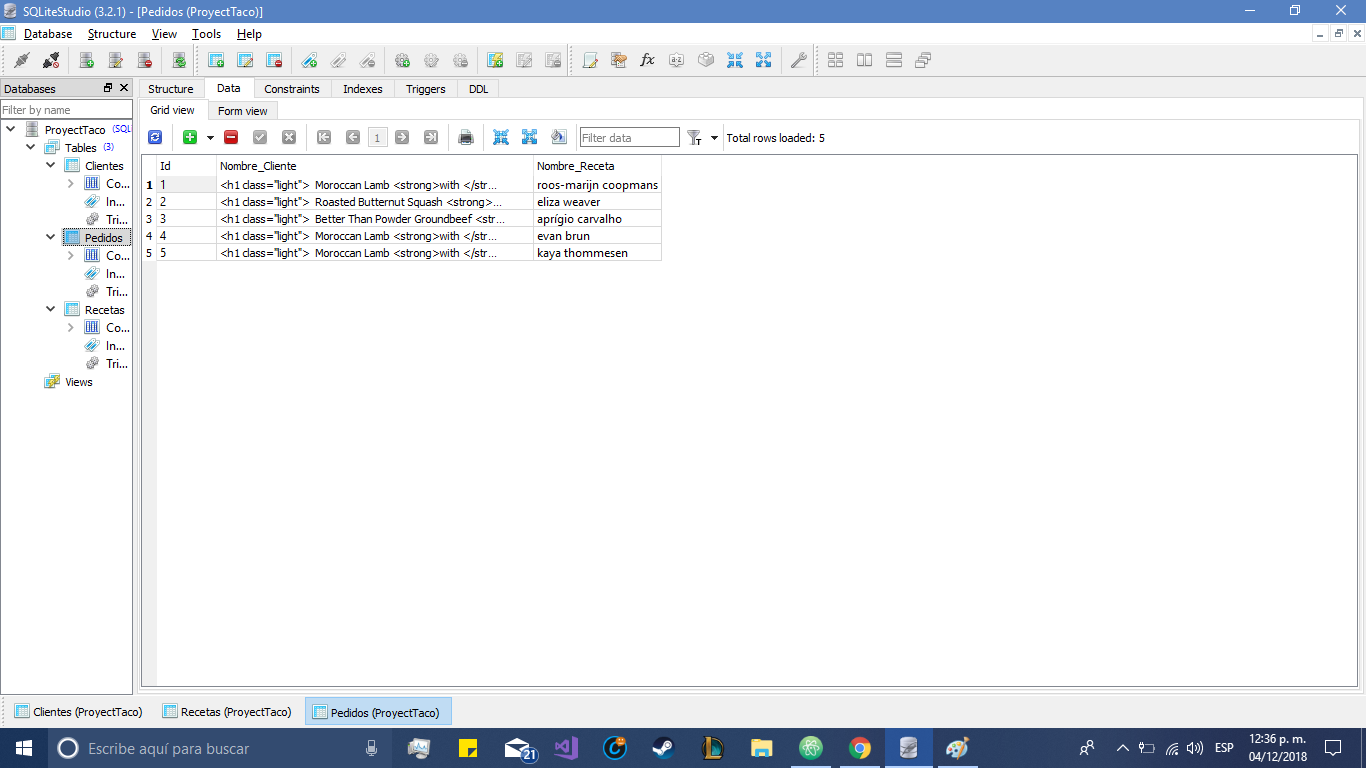 SQLiteStudio (3.2.1) - [Pedidos (ProyectTaco)]
Database Structure View Tools Help
Databases
Filter by name
ProyectTaco (SQL
Tables (3)
Clientes
Co...
In...
Tri...
Pedidos
Co...
In...
Tri...
Recetas
Co...
In...
Tri...
Views
Structure Data Constraints Indexes Triggers DDL
Grid view Form view
1 Filter data Total rows loaded: 5
Id Nombre_Cliente Nombre_Receta
1 1 <h1 class="light"> Moroccan Lamb <strong>with </str... roos-marijn coopmans
2 2 <h1 class="light"> Roasted Butternut Squash <strong>... eliza weaver
3 3 <h1 class="light"> Better Than Powder Groundbeef <str... aprígio carvalho
4 4 <h1 class="light"> Moroccan Lamb <strong>with </str... evan brun
5 5 <h1 class="light"> Moroccan Lamb <strong>with </str... kaya thommesen
Clientes (ProyectTaco) Recetas (ProyectTaco) Pedidos (ProyectTaco)
Escribe aquí para buscar 21 ESP 12:36 p. m.
04/12/2018